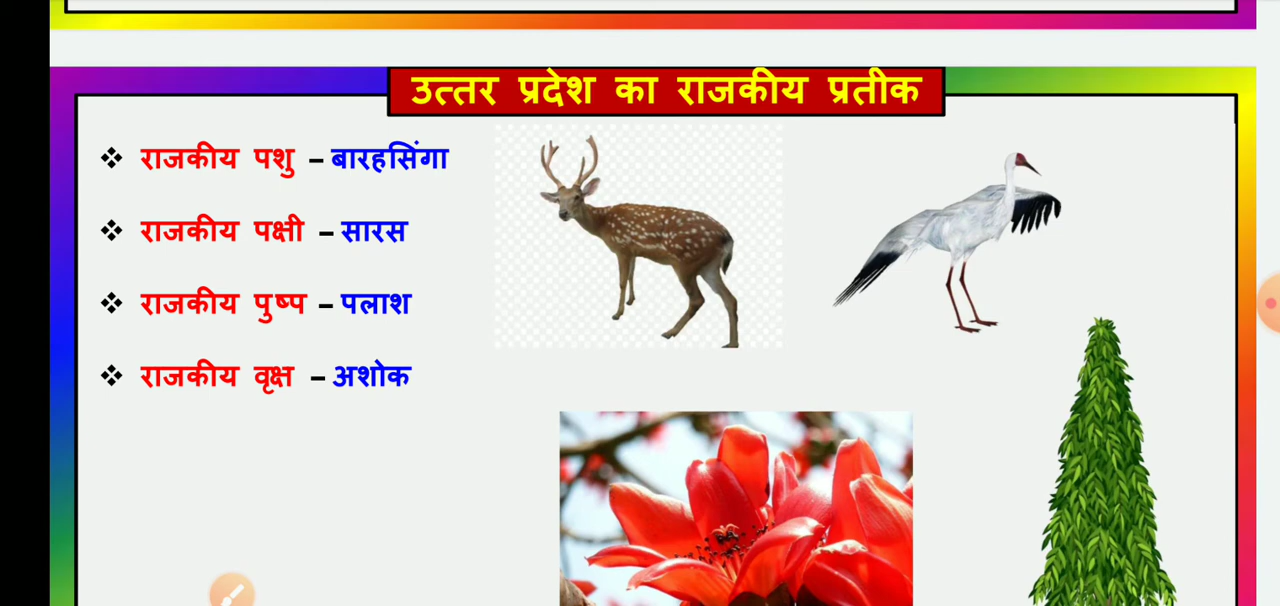 उत्तर प्रदेश का राजकीय प्रतीक
❖ राजकीय पशु – बारहसिंगा
❖ राजकीय पक्षी – सारस
❖ राजकीय पुष्प – पलाश
❖ राजकीय वृक्ष – अशोक